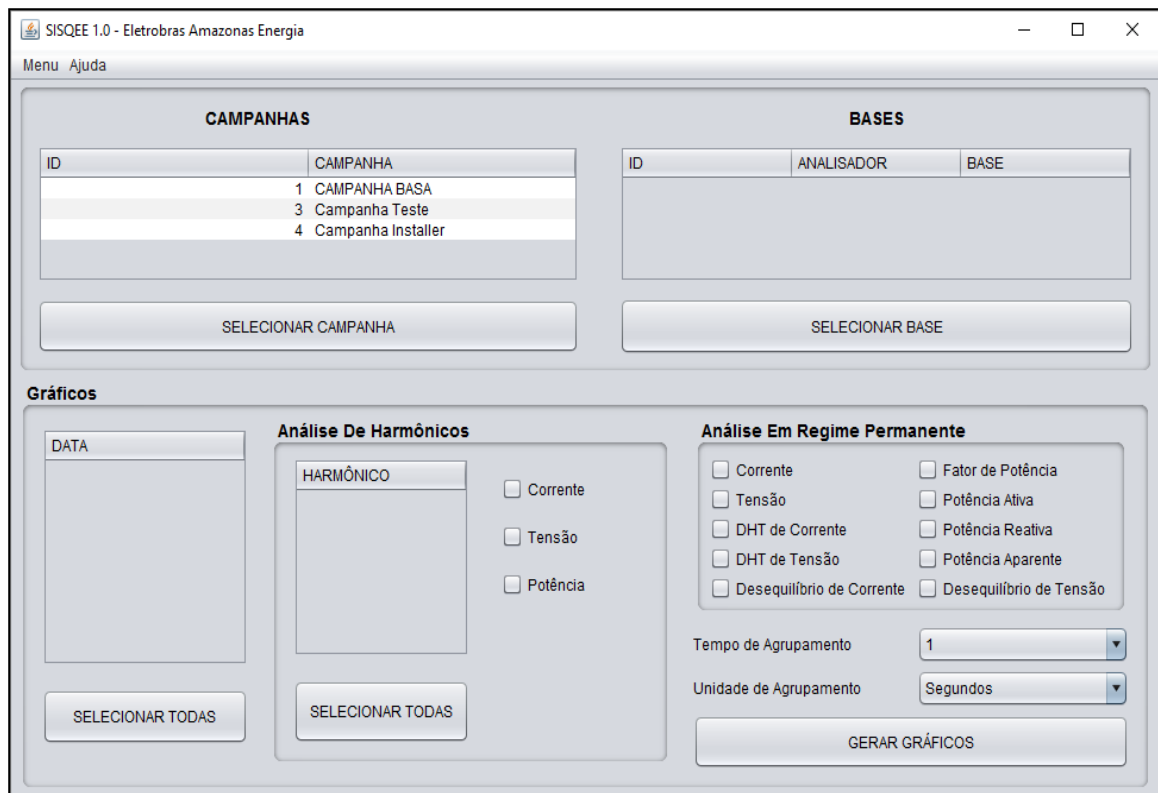 SISQEE 1.0 - Eletrobras Amazonas Energia
Menu Ajuda
CAMPANHAS
ID CAMPANHA
1 CAMPANHA BASA
3 Campanha Teste
4 Campanha Installer
SELECIONAR CAMPANHA
BASES
ID ANALISADOR BASE
SELECIONAR BASE
Gráficos
DATA
SELECIONAR TODAS
Análise De Harmônicos
HARMÔNICO
SELECIONAR TODAS
Corrente
Tensão
Potência
Análise Em Regime Permanente
Corrente
Tensão
DHT de Corrente
DHT de Tensão
Desequilíbrio de Corrente
Fator de Potência
Potência Ativa
Potência Reativa
Potência Aparente
Desequilíbrio de Tensão
Tempo de Agrupamento 1
Unidade de Agrupamento Segundos
GERAR GRÁFICOS